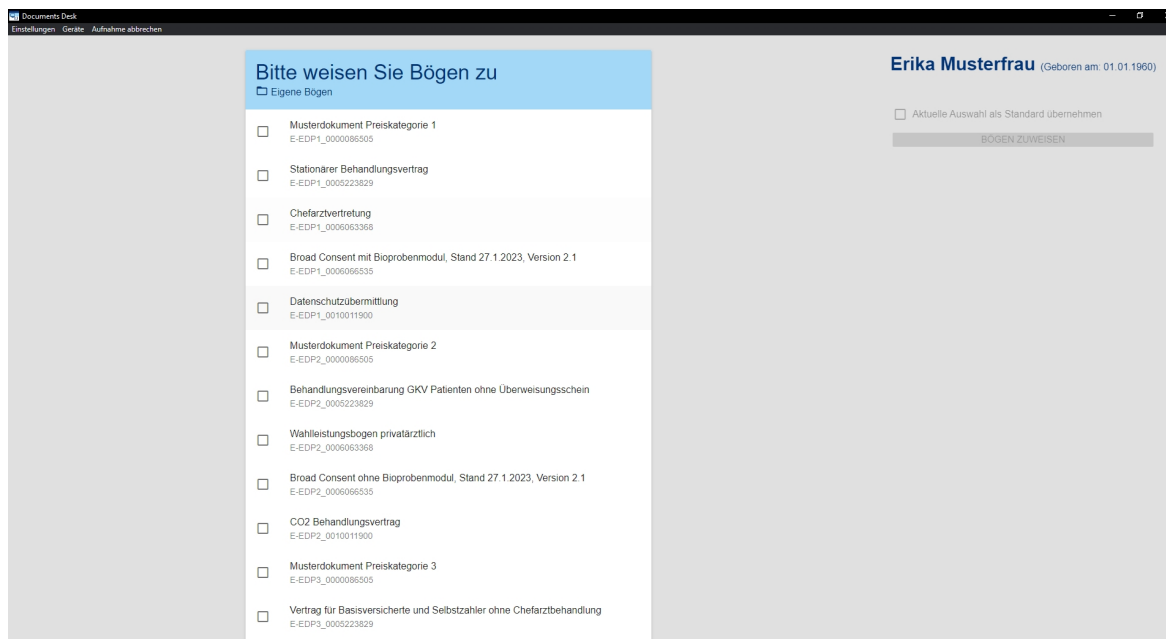 Documents Desk
Einstellungen Geräte Aufnahme abbrechen
Bitte weisen Sie Bögen zu
Eigene Bögen
Musterdokument Preiskategorie 1
E-EDP1_0000086505
Stationärer Behandlungsvertrag
E-EDP1_0005223829
Chefarztvertretung
E-EDP1_0006063368
Broad Consent mit Bioprobenmodul, Stand 27.1.2023, Version 2.1
E-EDP1_0006066535
Datenschutzübermittlung
E-EDP1_0010011900
Musterdokument Preiskategorie 2
E-EDP2_0000086505
Behandlungsvereinbarung GKV Patienten ohne Überweisungsschein
E-EDP2_0005223829
Wahlleistungsbogen privatärztlich
E-EDP2_0006063368
Broad Consent ohne Bioprobenmodul, Stand 27.1.2023, Version 2.1
E-EDP2_0006066535
CO2 Behandlungsvertrag
E-EDP2_0010011900
Musterdokument Preiskategorie 3
E-EDP3_0000086505
Vertrag für Basisversicherte und Selbstzahler ohne Chefarztbehandlung
E-EDP3_0005223829
Erika Musterfrau (Geboren am: 01.01.1960)
Aktuelle Auswahl als Standard übernehmen
BÖGEN ZUWEISEN